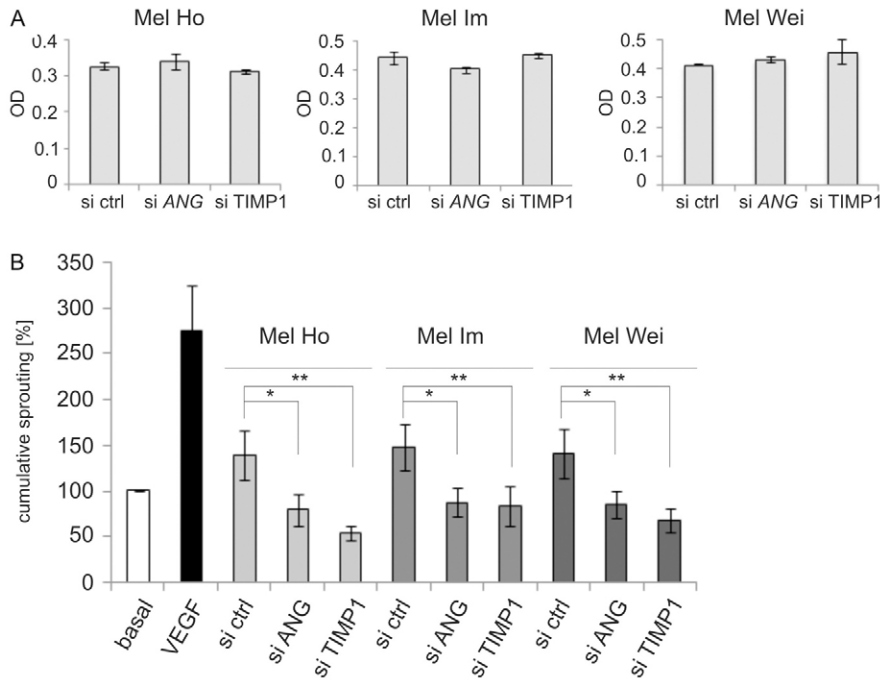 A
Mel Ho
Mel Im
Mel Wei
OD
0.4
0.3
0.2
0.1
0
si ctrl si ANG si TIMP1
OD
0.5
0.4
0.3
0.2
0.1
0
si ctrl si ANG si TIMP1
OD
0.5
0.4
0.3
0.2
0.1
0
si ctrl si ANG si TIMP1
B
cumulative sprouting [%]
350
300
250
200
150
100
50
0
Mel Ho
**
*
Mel Im
**
*
Mel Wei
**
*
basal
VEGF
si ctrl
si ANG
si TIMP1
si ctrl
si ANG
si TIMP1
si ctrl
si ANG
si TIMP1